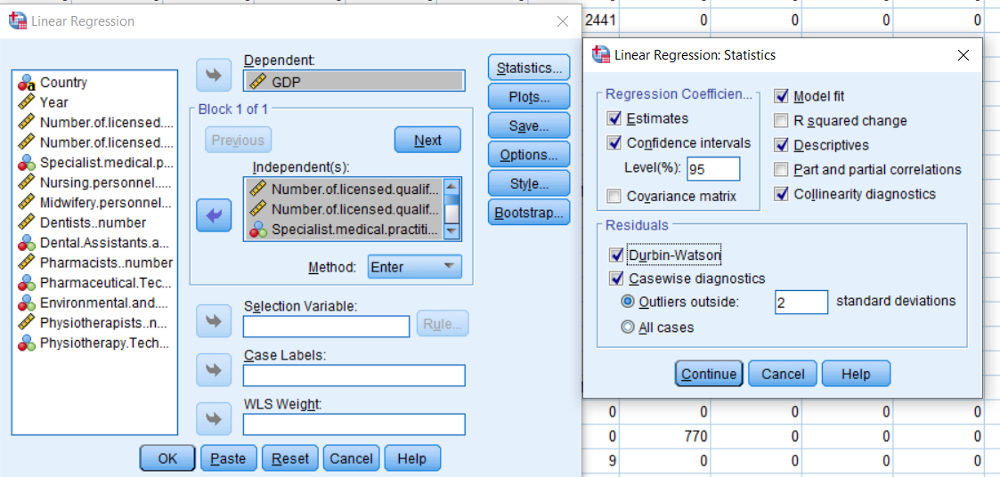 Linear Regression
Country
Year
Number.of.licensed....
Number.of.licensed....
Specialist.medical.p...
Nursing.personnel....
Midwifery.personnel...
Dentists..number
Dental.Assistants.a...
Pharmacists..number
Pharmaceutical.Tec...
Environmental.and....
Physiotherapists..n...
Physiotherapy.Tech...
Dependent:
GDP
Block 1 of 1
Previous
Next
Independent(s):
Number.of.licensed.qualif...
Number.of.licensed.qualif...
Specialist.medical.practiti...
Method:
Enter
Selection Variable:
Rule...
Case Labels:
WLS Weight:
Statistics...
Plots...
Save...
Options...
Style...
Bootstrap...
OK
Paste
Reset
Cancel
Help
2441 0 0 0 0
Linear Regression: Statistics
Regression Coefficien...
Estimates
Confidence intervals
Level(%): 95
Covariance matrix
Model fit
R squared change
Descriptives
Part and partial correlations
Collinearity diagnostics
Residuals
Durbin-Watson
Casewise diagnostics
Outliers outside: 2 standard deviations
All cases
Continue
Cancel
Help
0 0 0 0 0
0 770 0 0 0
9 0 0 0 0